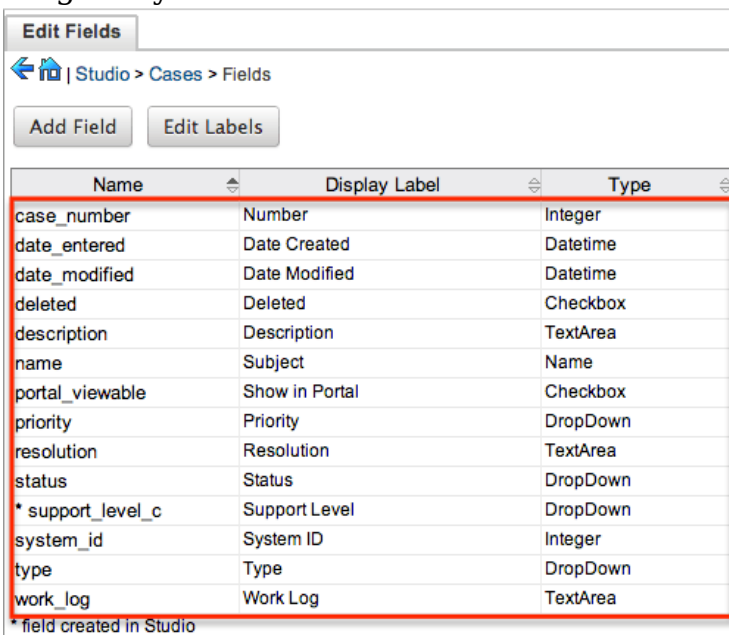 Edit Fields
| Studio > Cases > Fields
Add Field Edit Labels
Name Display Label Type
case_number Number Integer
date_entered Date Created Datetime
date_modified Date Modified Datetime
deleted Deleted Checkbox
description Description TextArea
name Subject Name
portal_viewable Show in Portal Checkbox
priority Priority DropDown
resolution Resolution TextArea
status Status DropDown
* support_level_c Support Level DropDown
system_id System ID Integer
type Type DropDown
work_log Work Log TextArea
* field created in Studio